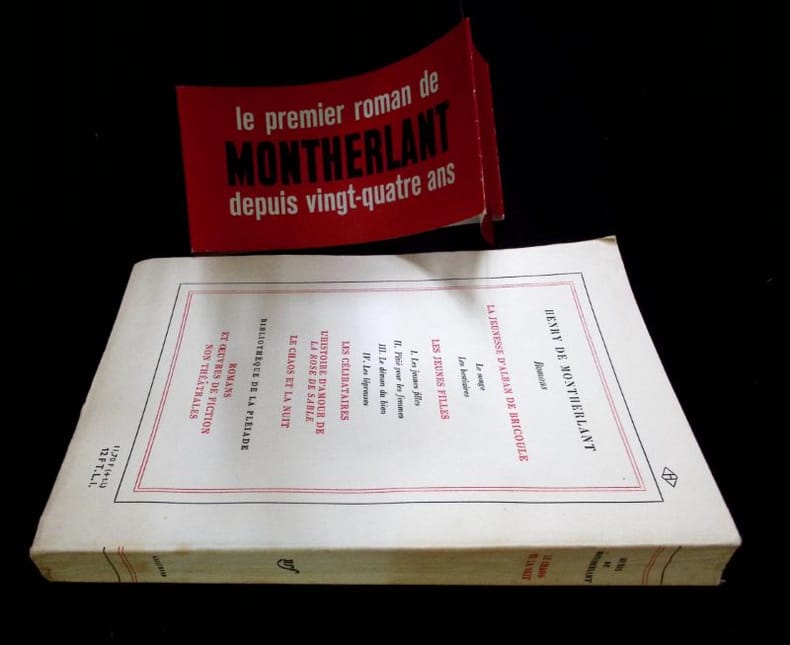 le premier roman de
MONTHERLANT
depuis vingt-quatre ans
HENRY DE MONTHERLANT
Romans
LA JEUNESSE D'ALBAN DE BRICOULE
Le songe
Les bestiaires
LES JEUNES FILLES
I. Les jeunes filles
II. Pitié pour les femmes
III. Le démon du bien
IV. Les lépreuses
LES CÉLIBATAIRES
L'HISTOIRE D'AMOUR DE
LA ROSE DE SABLE
LE CHAOS ET LA NUIT
BIBLIOTHÈQUE DE LA PLÉIADE
ROMANS
ET ŒUVRES DE FICTION
NON THÉÂTRALES
12 F T.L.I.
HENRY
DE
MONTHERLANT
LE CHAOS
ET LA NUIT
nrf
GALLIMARD